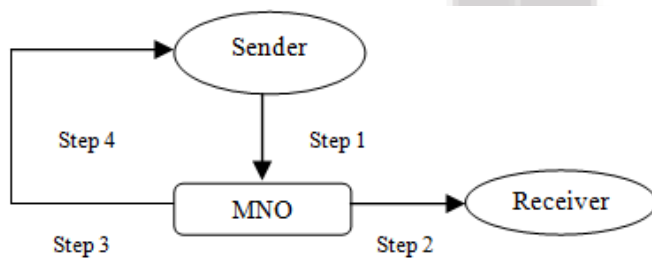 Sender
Step 4
Step 1
MNO
Receiver
Step 3
Step 2